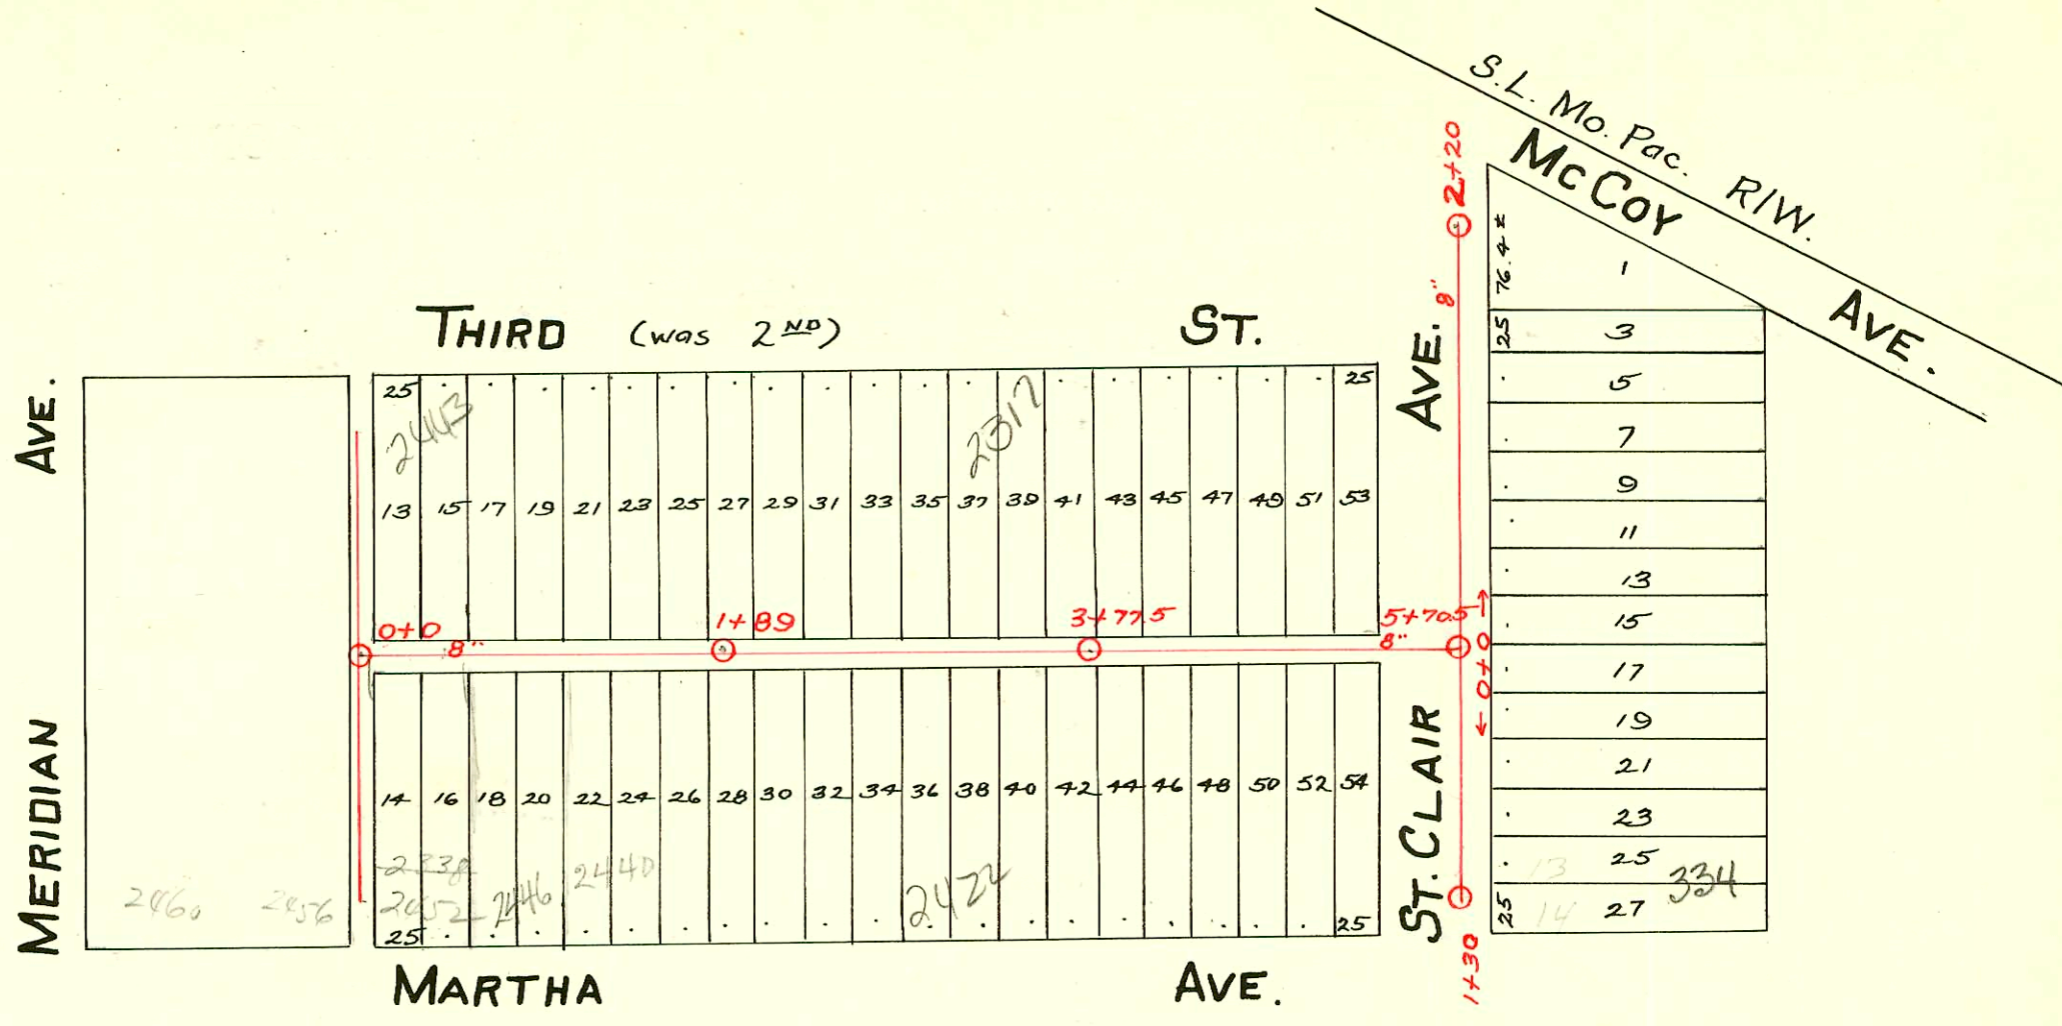 S.L. Mo. Pac. R/W.
McCOY AVE.
THIRD (was 2ND) ST.
MERIDIAN AVE.
ST. CLAIR AVE.
MARTHA AVE.
2+20
8"
76.4±
1
25 3
5
7
9
11
13
15
17
19
21
23
13 25
25 14 27
334
25 25
2443 2317
13 15 17 19 21 23 25 27 29 31 33 35 37 39 41 43 45 47 49 51 53
0+0 1+89 3+77.5 5+70.5
8" 8"
← 0+0 →
14 16 18 20 22 24 26 28 30 32 34 36 38 40 42 44 46 48 50 52 54
2338
2460 2456 2452 2446 2440 2422
25 25
1+30